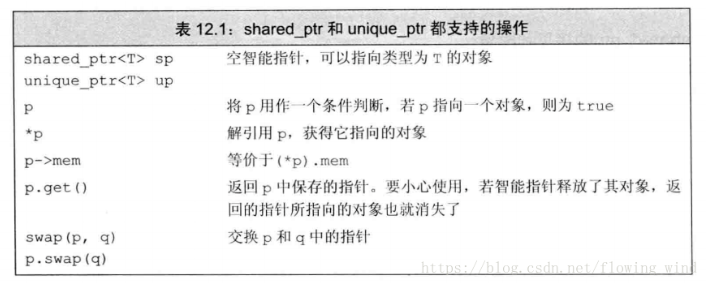 表 12.1：shared_ptr 和 unique_ptr 都支持的操作
shared_ptr<T> sp 空智能指针，可以指向类型为 T 的对象
unique_ptr<T> up
p 将 p 用作一个条件判断，若 p 指向一个对象，则为 true
*p 解引用 p，获得它指向的对象
p->mem 等价于(*p).mem
p.get() 返回 p 中保存的指针。要小心使用，若智能指针释放了其对象，返
回的指针所指向的对象也就消失了
swap(p, q) 交换 p 和 q 中的指针
p.swap(q)
https://blog.csdn.net/flowing_wind